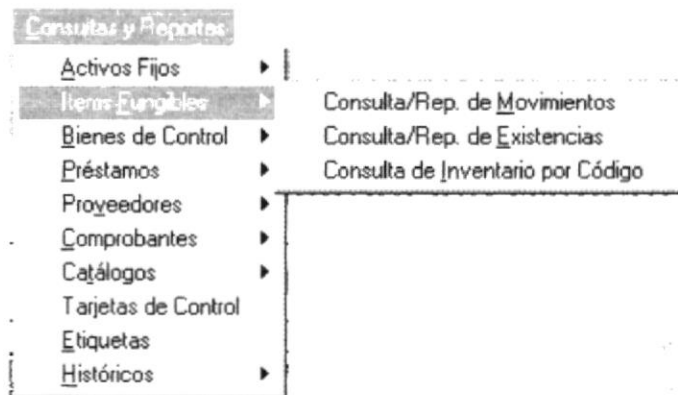 Consultas y Reportes
Activos Fijos
Items Fungibles
Bienes de Control
Préstamos
Proveedores
Comprobantes
Catálogos
Tarjetas de Control
Etiquetas
Históricos
Consulta/Rep. de Movimientos
Consulta/Rep. de Existencias
Consulta de Inventario por Código